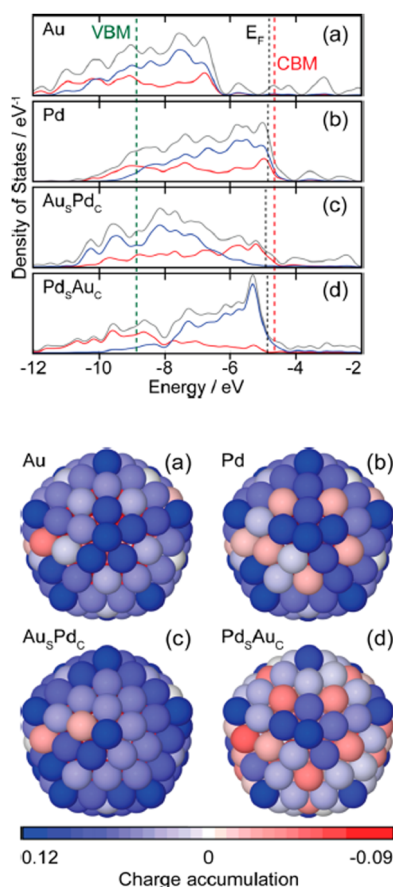 Au VBM E_F (a)
CBM
Pd (b)
Au_SPd_C (c)
Pd_SAu_C (d)
Density of States / eV⁻¹
-12 -10 -8 -6 -4 -2
Energy / eV
Au (a) Pd (b)
Au_SPd_C (c) Pd_SAu_C (d)
0.12 0 -0.09
Charge accumulation